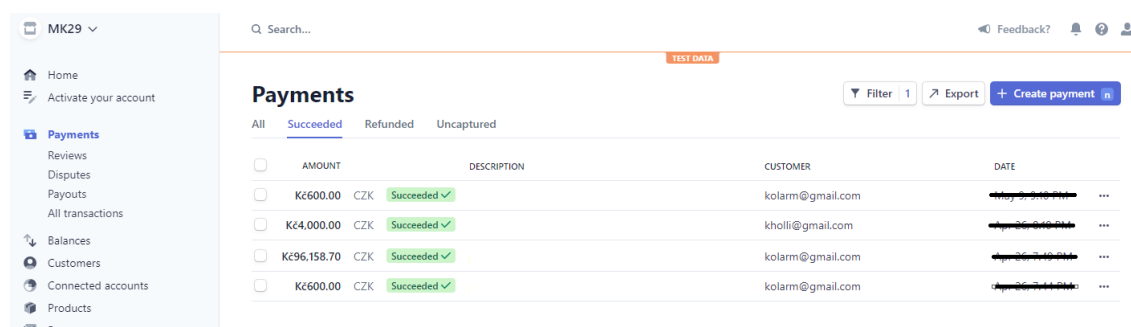 MK29
Search...
Feedback?
TEST DATA
Home
Activate your account
Payments
Reviews
Disputes
Payouts
All transactions
Balances
Customers
Connected accounts
Products
Payments
Filter 1
Export
+ Create payment n
All Succeeded Refunded Uncaptured
AMOUNT DESCRIPTION CUSTOMER DATE
Kč600.00 CZK Succeeded ✓ kolarm@gmail.com ...
Kč4,000.00 CZK Succeeded ✓ kholli@gmail.com ...
Kč96,158.70 CZK Succeeded ✓ kolarm@gmail.com ...
Kč600.00 CZK Succeeded ✓ kolarm@gmail.com ...